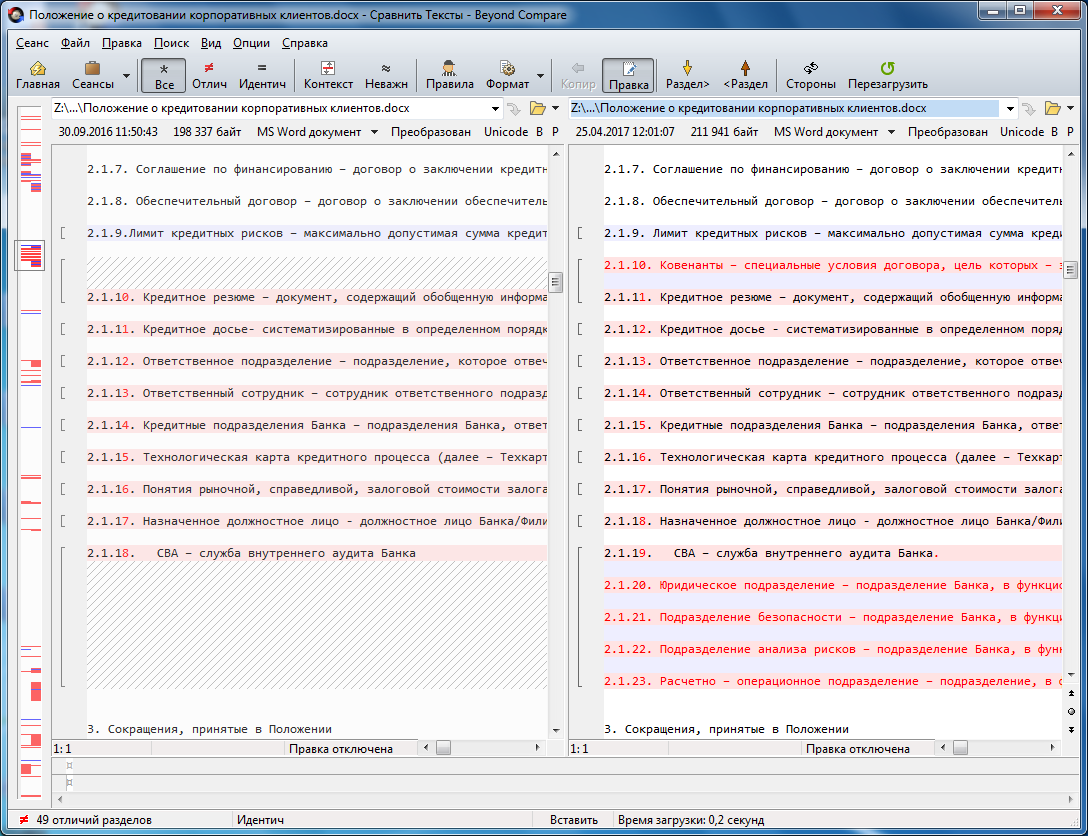 Положение о кредитовании корпоративных клиентов.docx - Сравнить Тексты - Beyond Compare
Сеанс Файл Правка Поиск Вид Опции Справка
Главная Сеансы Все Отлич Идентич Контекст Неважн Правила Формат Копир Правка Раздел> <Раздел Стороны Перезагрузить
Z:\...\Положение о кредитовании корпоративных клиентов.docx
30.09.2016 11:50:43 198 337 байт MS Word документ Преобразован Unicode В Р
2.1.7. Соглашение по финансированию – договор о заключении кредитн
2.1.8. Обеспечительный договор – договор о заключении обеспечитель
2.1.9.Лимит кредитных рисков – максимально допустимая сумма кредит
2.1.10. Кредитное резюме – документ, содержащий обобщенную информа
2.1.11. Кредитное досье- систематизированные в определенном порядк
2.1.12. Ответственное подразделение – подразделение, которое отвеч
2.1.13. Ответственный сотрудник – сотрудник ответственного подразд
2.1.14. Кредитные подразделения Банка – подразделения Банка, ответ
2.1.15. Технологическая карта кредитного процесса (далее – Техкарт
2.1.16. Понятия рыночной, справедливой, залоговой стоимости залога
2.1.17. Назначенное должностное лицо - должностное лицо Банка/Фили
2.1.18. СВА – служба внутреннего аудита Банка
3. Сокращения, принятые в Положении
1: 1 Правка отключена
Z:\...\Положение о кредитовании корпоративных клиентов.docx
25.04.2017 12:01:07 211 941 байт MS Word документ Преобразован Unicode В Р
2.1.7. Соглашение по финансированию – договор о заключении кредитн
2.1.8. Обеспечительный договор – договор о заключении обеспечитель
2.1.9. Лимит кредитных рисков – максимально допустимая сумма креди
2.1.10. Ковенанты – специальные условия договора, цель которых – з
2.1.11. Кредитное резюме – документ, содержащий обобщенную информа
2.1.12. Кредитное досье - систематизированные в определенном поряд
2.1.13. Ответственное подразделение – подразделение, которое отвеч
2.1.14. Ответственный сотрудник – сотрудник ответственного подразд
2.1.15. Кредитные подразделения Банка – подразделения Банка, ответ
2.1.16. Технологическая карта кредитного процесса (далее – Техкарт
2.1.17. Понятия рыночной, справедливой, залоговой стоимости залога
2.1.18. Назначенное должностное лицо - должностное лицо Банка/Фили
2.1.19. СВА – служба внутреннего аудита Банка.
2.1.20. Юридическое подразделение – подразделение Банка, в функцио
2.1.21. Подразделение безопасности – подразделение Банка, в функци
2.1.22. Подразделение анализа рисков – подразделение Банка, в функ
2.1.23. Расчетно – операционное подразделение – подразделение, в о
3. Сокращения, принятые в Положении
1: 1 Правка отключена
49 отличий разделов Идентич Вставить Время загрузки: 0,2 секунд